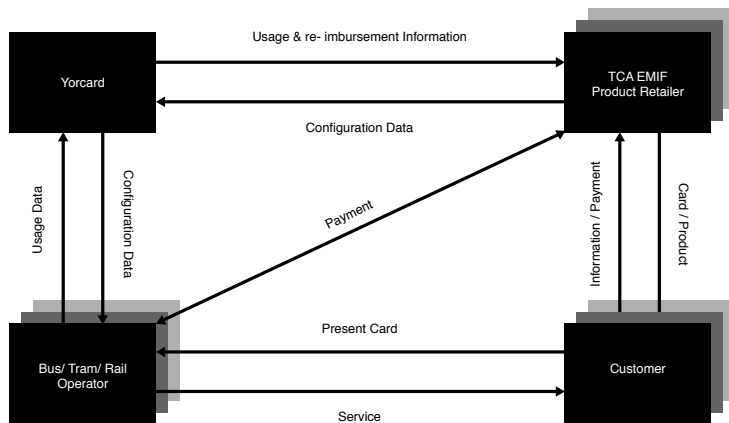 Usage & re- imbursement Information
Yorcard
TCA EMIF
Product Retailer
Configuration Data
Usage Data
Configuration Data
Payment
Information / Payment
Card / Product
Present Card
Bus/ Tram/ Rail
Operator
Customer
Service